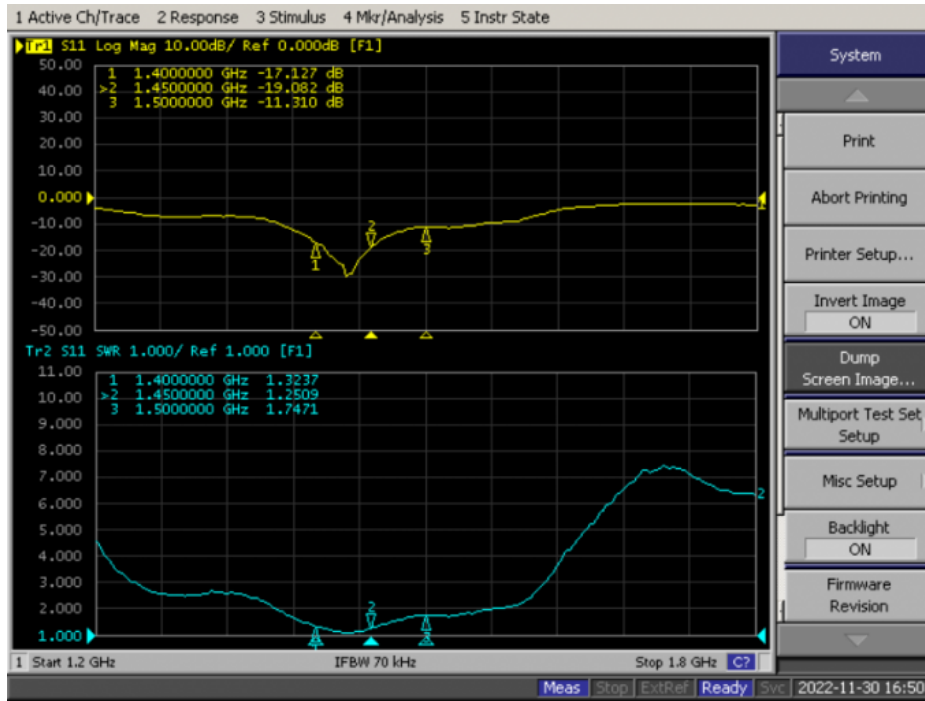 1 Active Ch/Trace 2 Response 3 Stimulus 4 Mkr/Analysis 5 Instr State
Tr1 S11 Log Mag 10.00dB/ Ref 0.000dB [F1]
50.00
1 1.4000000 GHz -17.127 dB
40.00
>2 1.4500000 GHz -19.082 dB
3 1.5000000 GHz -11.310 dB
30.00
20.00
10.00
0.000
-10.00
-20.00
-30.00
-40.00
-50.00
1
2
3
1
Tr2 S11 SWR 1.000/ Ref 1.000 [F1]
11.00
1 1.4000000 GHz 1.3237
10.00
>2 1.4500000 GHz 1.2509
3 1.5000000 GHz 1.7471
9.000
8.000
7.000
6.000
5.000
4.000
3.000
2.000
1.000
2
2
1 Start 1.2 GHz IFBW 70 kHz Stop 1.8 GHz C?
Meas Stop ExtRef Ready Svc 2022-11-30 16:50
System
Print
Abort Printing
Printer Setup...
Invert Image
ON
Dump
Screen Image...
Multiport Test Set
Setup
Misc Setup
Backlight
ON
Firmware
Revision